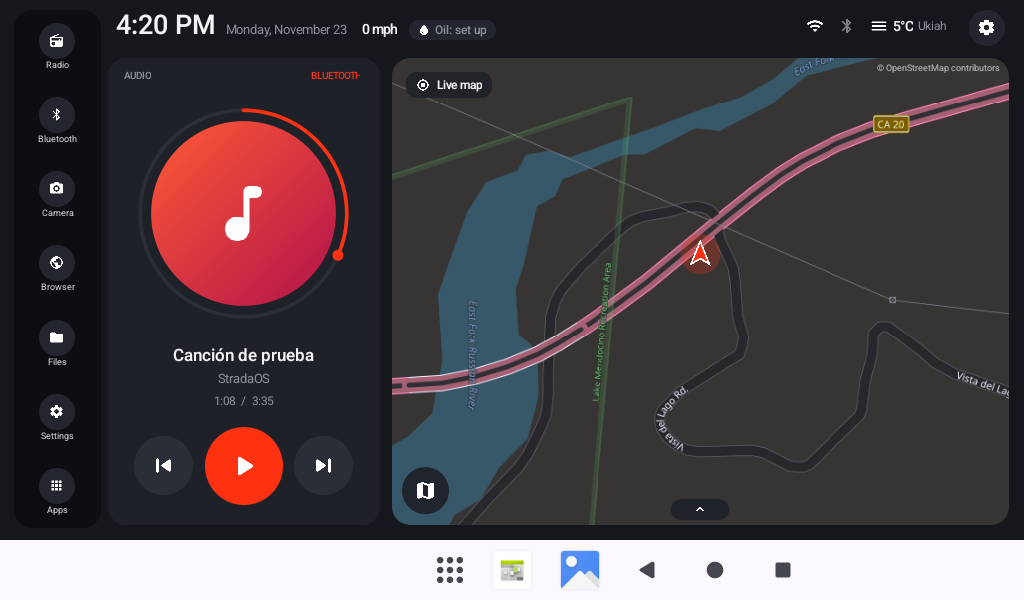 4:20 PM Monday, November 23 0 mph Oil: set up 5°C Ukiah
Radio
Bluetooth
Camera
Browser
Files
Settings
Apps
AUDIO BLUETOOTH
Canción de prueba
StradaOS
1:08 / 3:35
Live map
© OpenStreetMap contributors
East Fork
CA 20
East Fork Russian River
Lake Mendocino Recreation Area
Vista del Lago Rd.
Vista del Lag